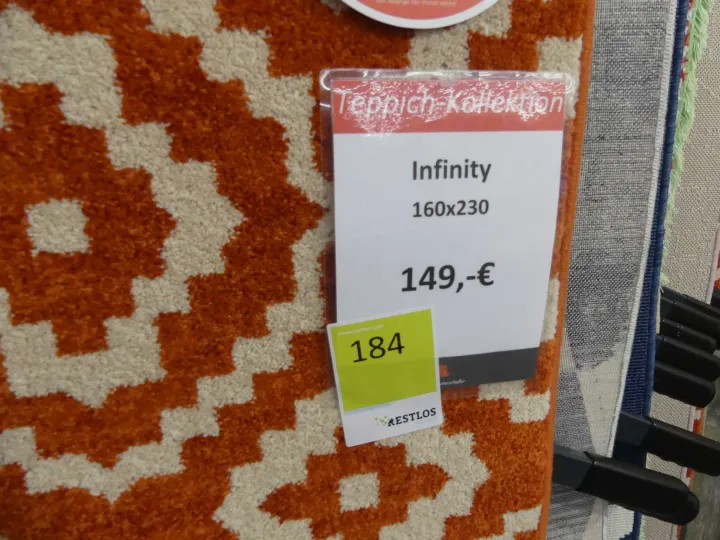 Teppich-Kollektion
Infinity
160x230
149,-€
184
RESTLOS